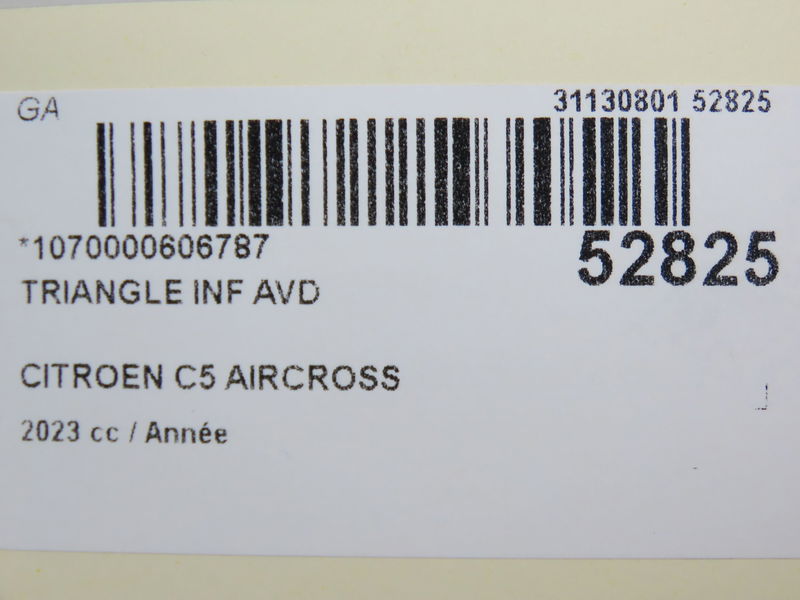 GA
31130801 52825
*1070000606787
52825
TRIANGLE INF AVD
CITROEN C5 AIRCROSS
2023 cc / Année